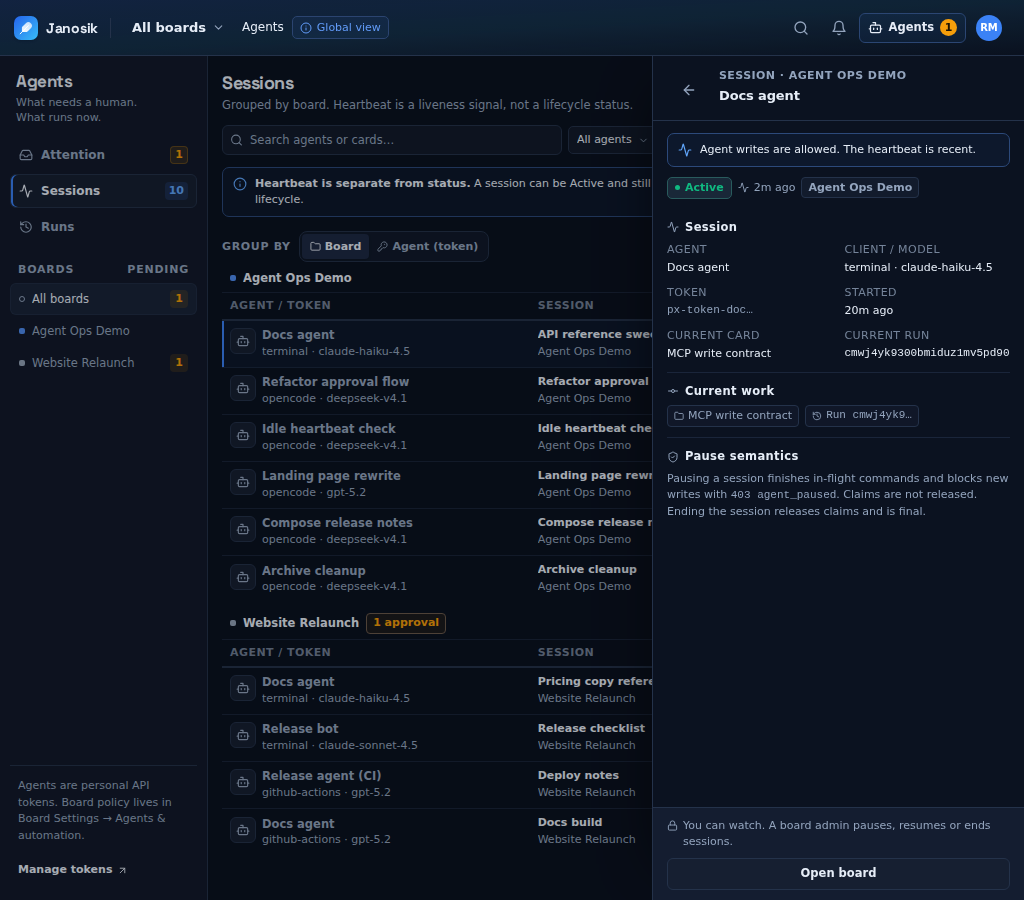 Janosik
All boards
Agents
Global view
Agents 1
RM
Agents
What needs a human.
What runs now.
Attention 1
Sessions 10
Runs
BOARDS PENDING
All boards 1
Agent Ops Demo
Website Relaunch 1
Agents are personal API
tokens. Board policy lives in
Board Settings → Agents &
automation.
Manage tokens
Sessions
Grouped by board. Heartbeat is a liveness signal, not a lifecycle status.
Search agents or cards…
All agents
Heartbeat is separate from status. A session can be Active and still
lifecycle.
GROUP BY Board Agent (token)
Agent Ops Demo
AGENT / TOKEN SESSION
Docs agent API reference
terminal · claude-haiku-4.5 Agent Ops Demo
Refactor approval flow Refactor approval
opencode · deepseek-v4.1 Agent Ops Demo
Idle heartbeat check Idle heartbeat
opencode · deepseek-v4.1 Agent Ops Demo
Landing page rewrite Landing page
opencode · gpt-5.2 Agent Ops Demo
Compose release notes Compose release
opencode · deepseek-v4.1 Agent Ops Demo
Archive cleanup Archive cleanup
opencode · deepseek-v4.1 Agent Ops Demo
Website Relaunch 1 approval
AGENT / TOKEN SESSION
Docs agent Pricing copy
terminal · claude-haiku-4.5 Website Relaunch
Release bot Release checklist
terminal · claude-sonnet-4.5 Website Relaunch
Release agent (CI) Deploy notes
github-actions · gpt-5.2 Website Relaunch
Docs agent Docs build
github-actions · gpt-5.2 Website Relaunch
SESSION · AGENT OPS DEMO
Docs agent
Agent writes are allowed. The heartbeat is recent.
Active 2m ago Agent Ops Demo
Session
AGENT CLIENT / MODEL
Docs agent terminal · claude-haiku-4.5
TOKEN STARTED
px-token-doc… 20m ago
CURRENT CARD CURRENT RUN
MCP write contract cmwj4yk9300bmiduz1mv5pd90
Current work
MCP write contract Run cmwj4yk9…
Pause semantics
Pausing a session finishes in-flight commands and blocks new
writes with 403 agent_paused. Claims are not released.
Ending the session releases claims and is final.
You can watch. A board admin pauses, resumes or ends
sessions.
Open board